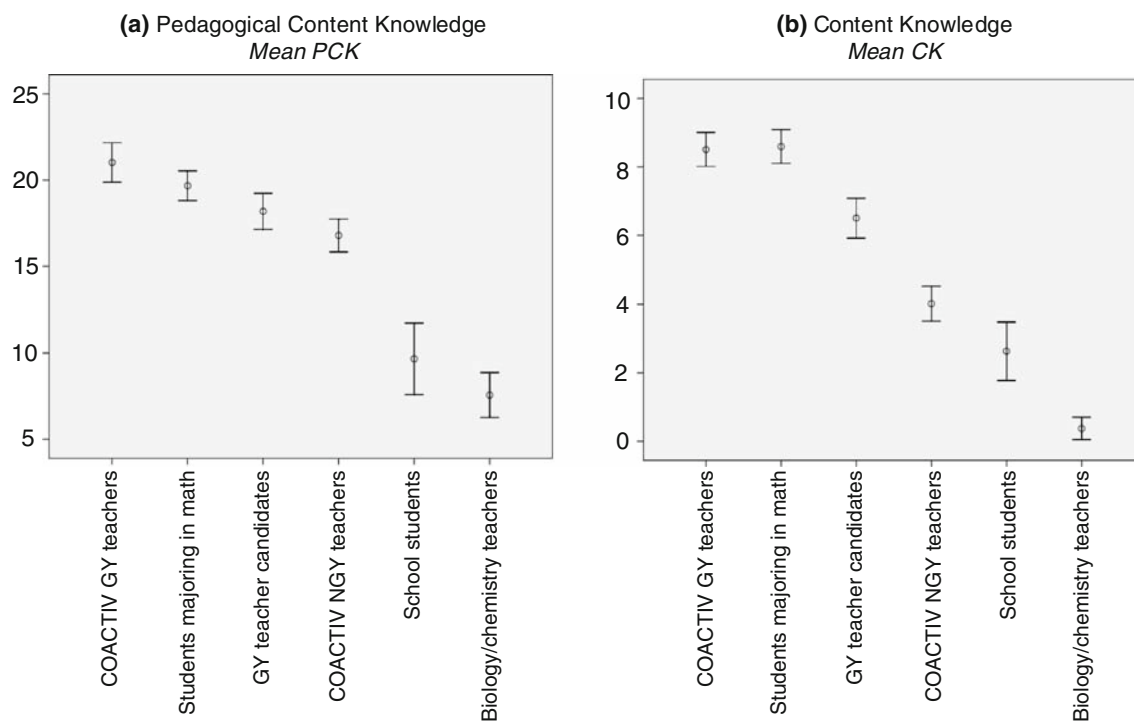 (a) Pedagogical Content Knowledge
Mean PCK
25
20
15
10
5
COACTIV GY teachers
Students majoring in math
GY teacher candidates
COACTIV NGY teachers
School students
Biology/chemistry teachers
(b) Content Knowledge
Mean CK
10
8
6
4
2
0
COACTIV GY teachers
Students majoring in math
GY teacher candidates
COACTIV NGY teachers
School students
Biology/chemistry teachers